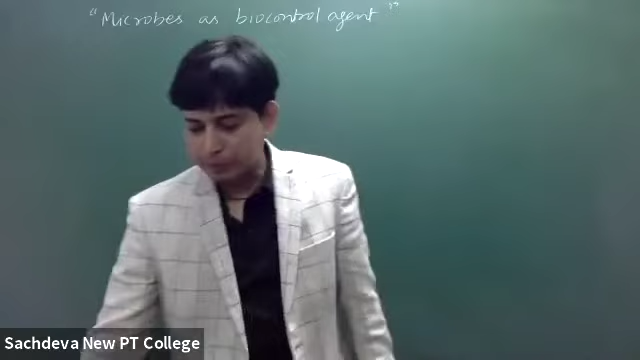 "Microbes as biocontrol agent"
Sachdeva New PT College